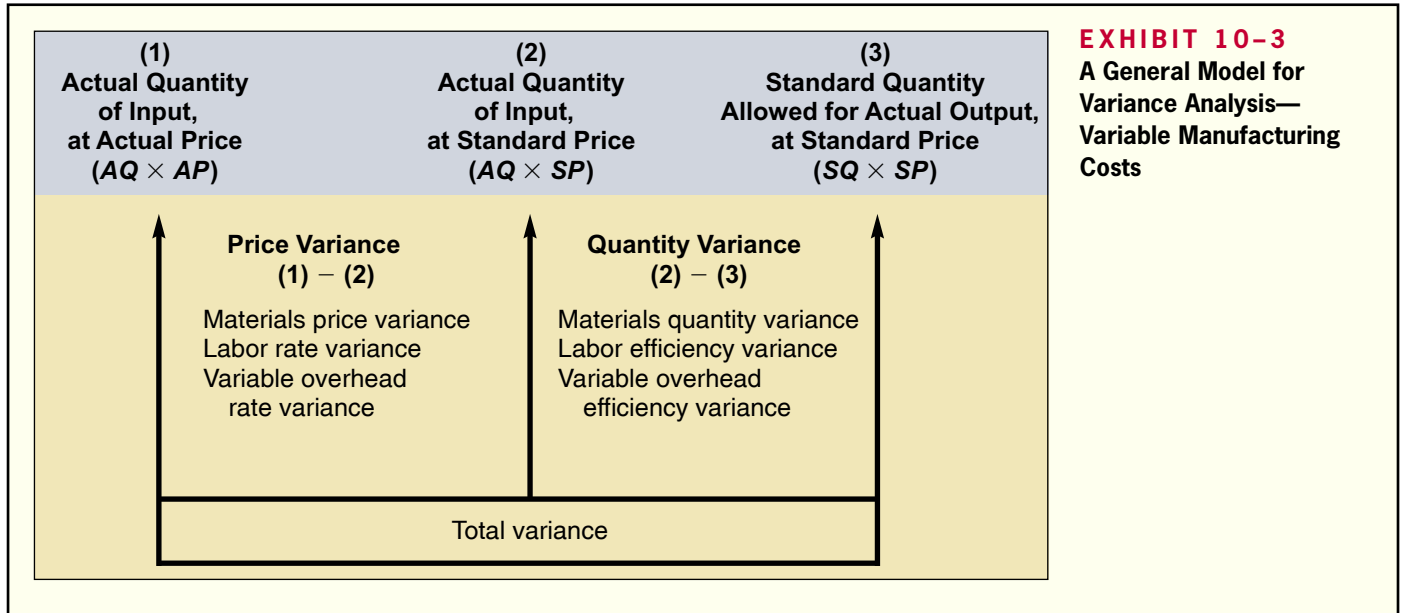 (1)
Actual Quantity
of Input,
at Actual Price
(AQ × AP)
(2)
Actual Quantity
of Input,
at Standard Price
(AQ × SP)
(3)
Standard Quantity
Allowed for Actual Output,
at Standard Price
(SQ × SP)
Price Variance
(1) − (2)
Materials price variance
Labor rate variance
Variable overhead
rate variance
Quantity Variance
(2) − (3)
Materials quantity variance
Labor efficiency variance
Variable overhead
efficiency variance
Total variance
EXHIBIT 10–3
A General Model for
Variance Analysis—
Variable Manufacturing
Costs